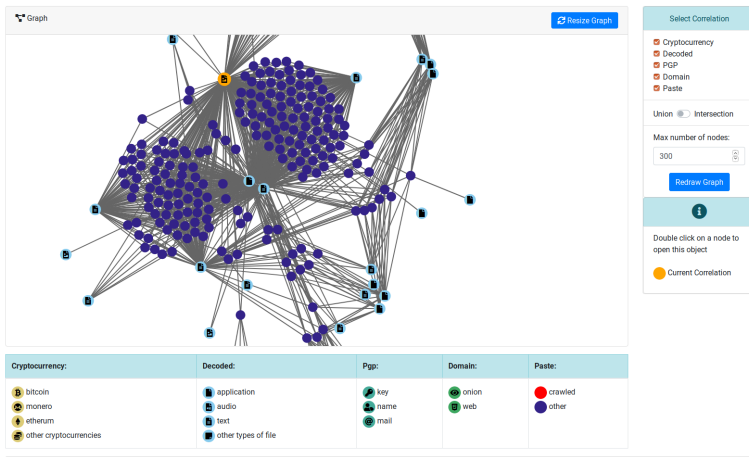 Graph
Resize Graph
Select Correlation
Cryptocurrency
Decoded
PGP
Domain
Paste
Union Intersection
Max number of nodes:
300
Redraw Graph
Double click on a node to
open this object
Current Correlation
Cryptocurrency: Decoded: Pgp: Domain: Paste:
bitcoin application key onion crawled
monero audio name web other
etherum text mail
other cryptocurrencies other types of file